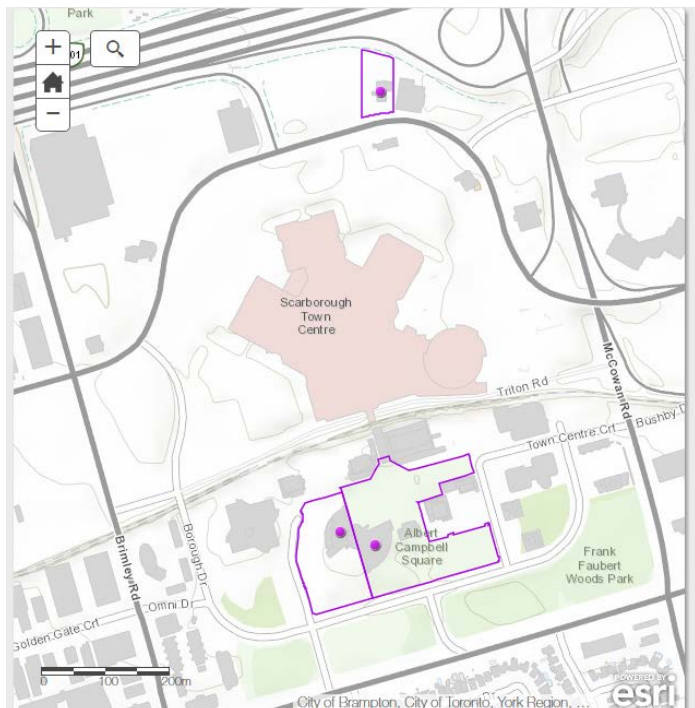 Park
+
01
−
Scarborough
Town
Centre
McCowan Rd
Triton Rd
Town Centre Crt
Bushby D
Albert
Campbell
Square
Frank
Faubert
Woods Park
Borough Dr
Brimley Rd
Omni Dr
Golden Gate Crt
0 100 200m
City of Brampton, City of Toronto, York Region, ...
POWERED BY
esri